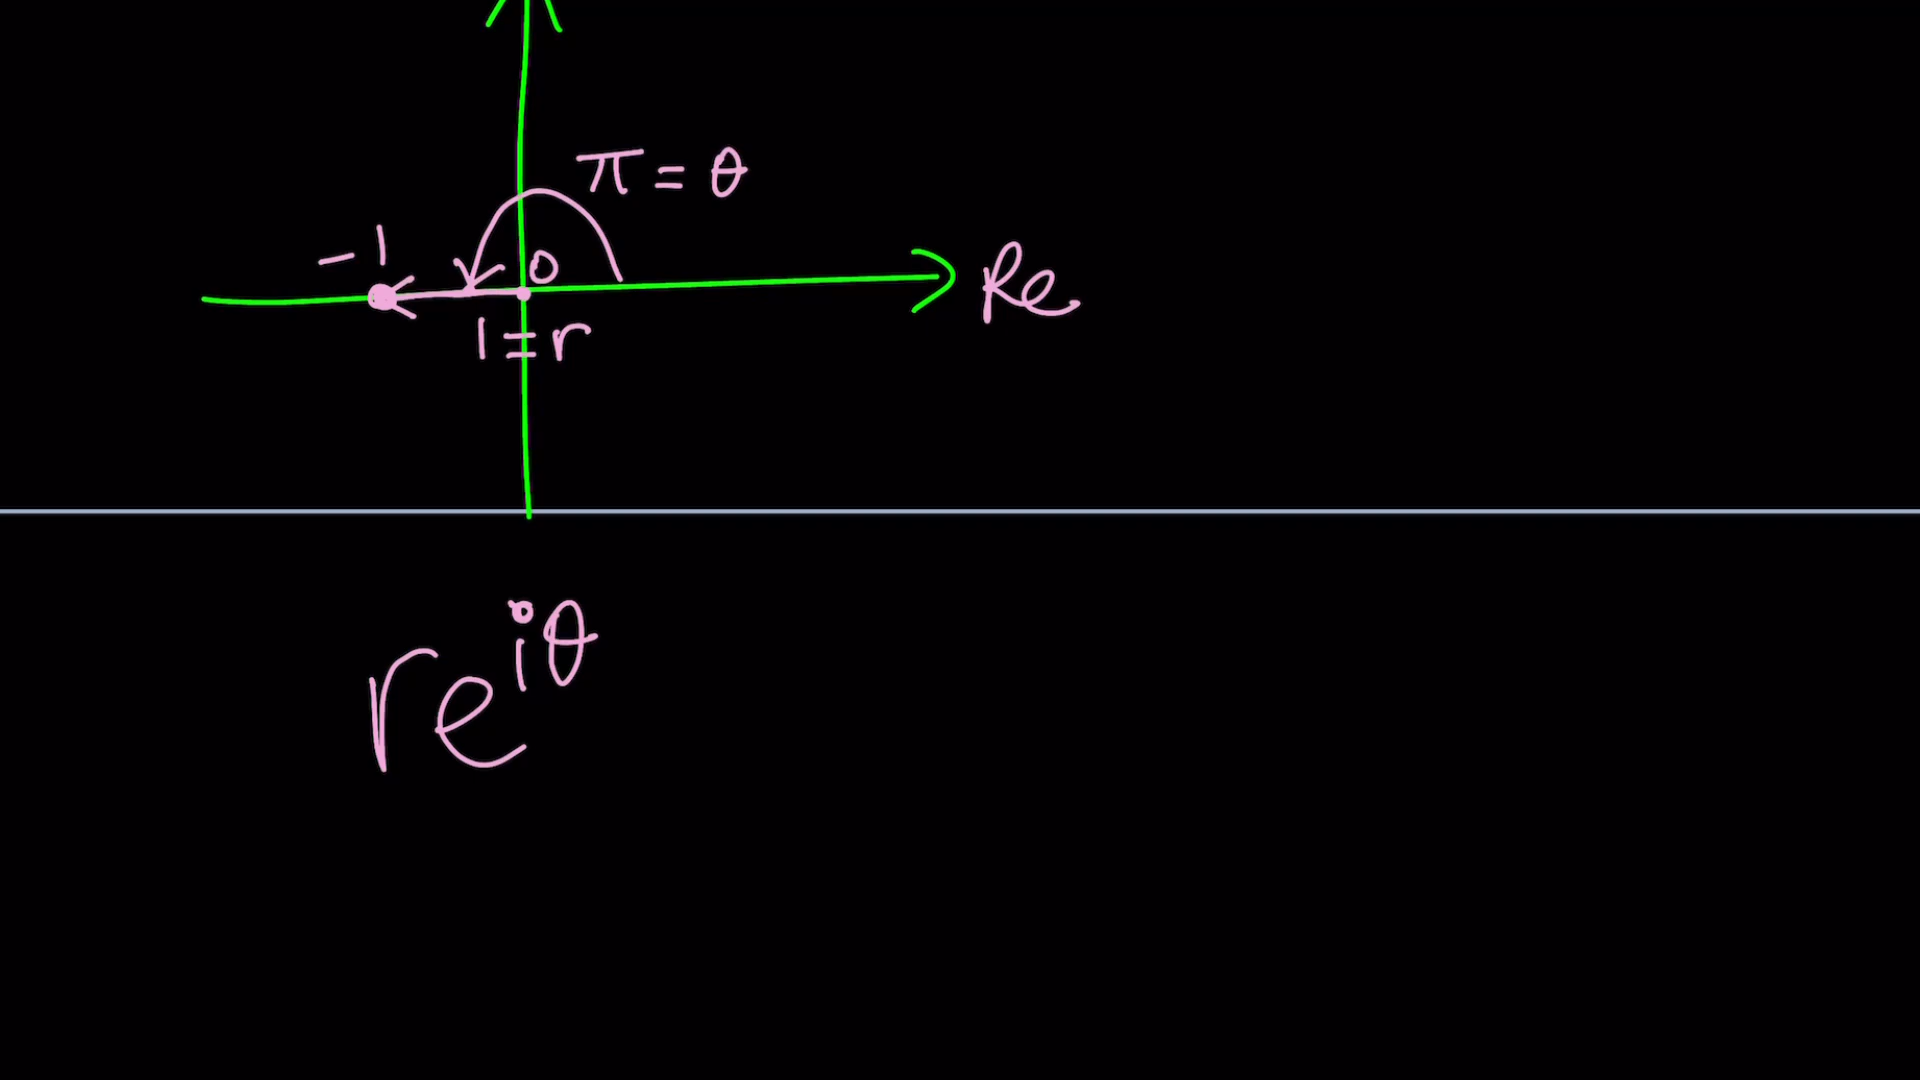 π = θ
-1
0
Re
1 = r
re^{iθ}